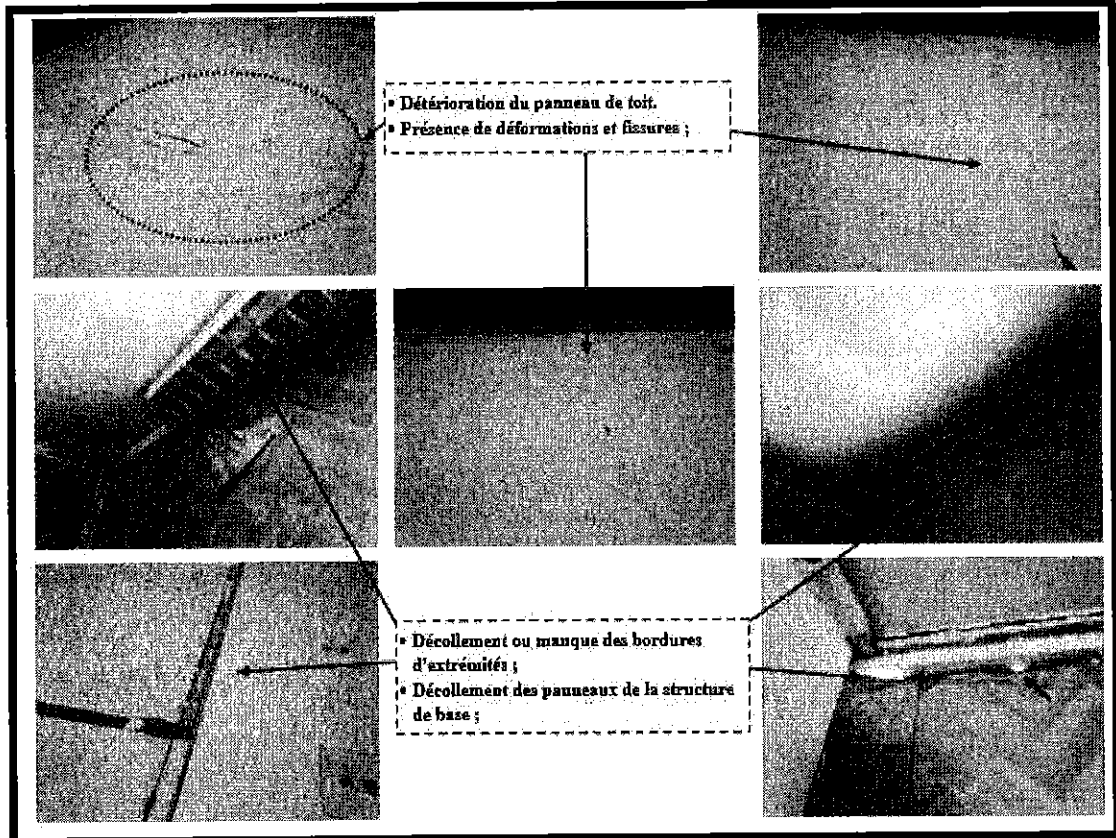 • Détérioration du panneau de toit.
• Présence de déformations et fissures ;
• Décollement ou manque des bordures
d'extrémités ;
• Décollement des panneaux de la structure
de base ;